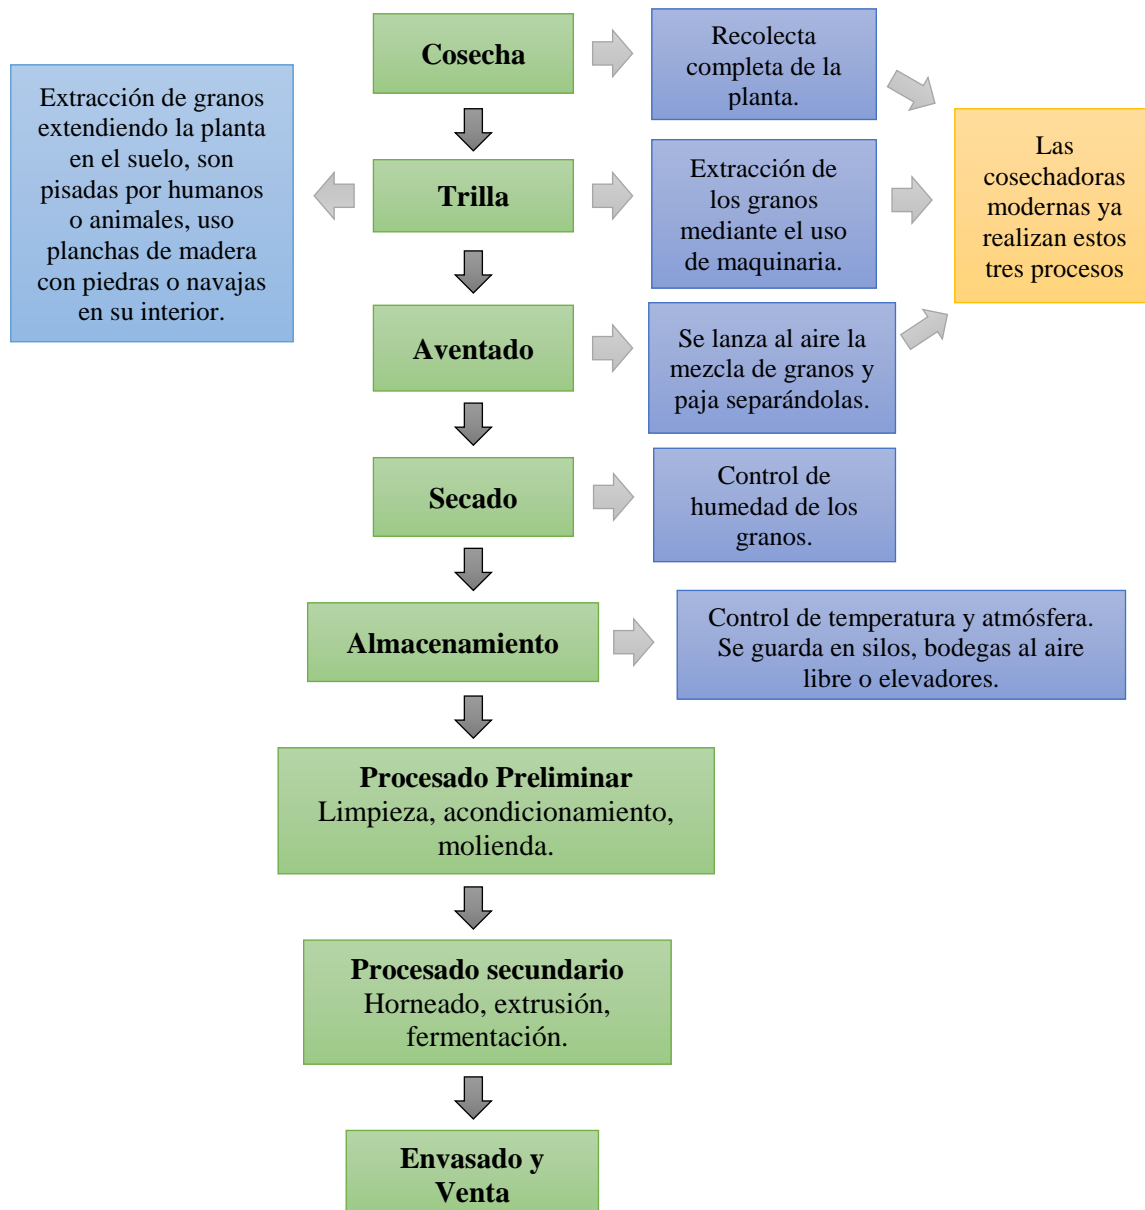 Cosecha
Recolecta
completa de la
planta.
Extracción de granos
extendiendo la planta
en el suelo, son
pisadas por humanos
o animales, uso
planchas de madera
con piedras o navajas
en su interior.
Trilla
Extracción de
los granos
mediante el uso
de maquinaria.
Las
cosechadoras
modernas ya
realizan estos
tres procesos
Aventado
Se lanza al aire la
mezcla de granos y
paja separándolas.
Secado
Control de
humedad de los
granos.
Almacenamiento
Control de temperatura y atmósfera.
Se guarda en silos, bodegas al aire
libre o elevadores.
Procesado Preliminar
Limpieza, acondicionamiento,
molienda.
Procesado secundario
Horneado, extrusión,
fermentación.
Envasado y
Venta